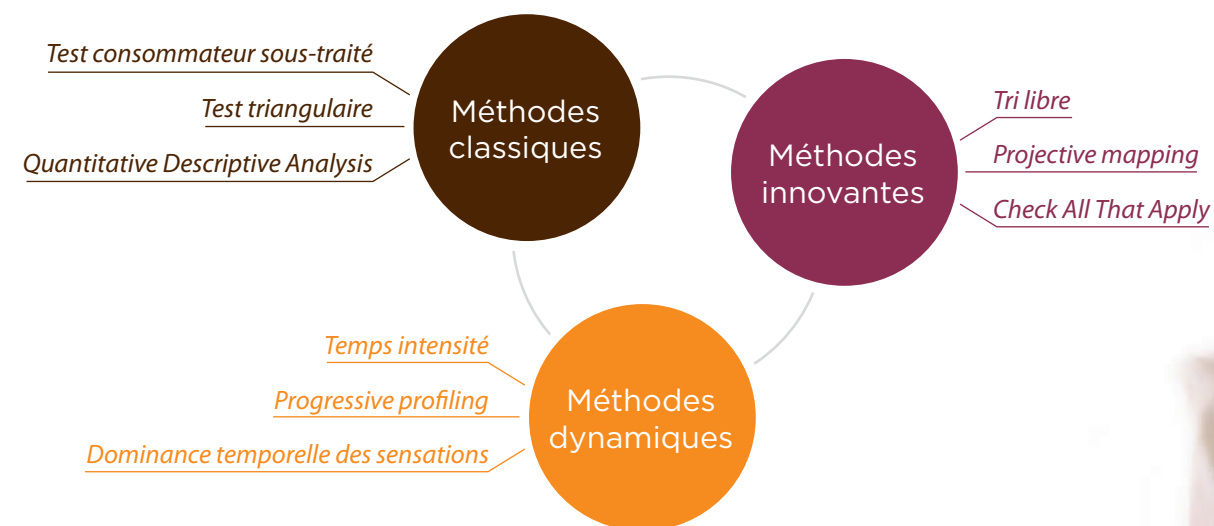 Test consommateur sous-traité
Test triangulaire
Quantitative Descriptive Analysis
Méthodes
classiques
Méthodes
innovantes
Tri libre
Projective mapping
Check All That Apply
Temps intensité
Progressive profiling
Dominance temporelle des sensations
Méthodes
dynamiques